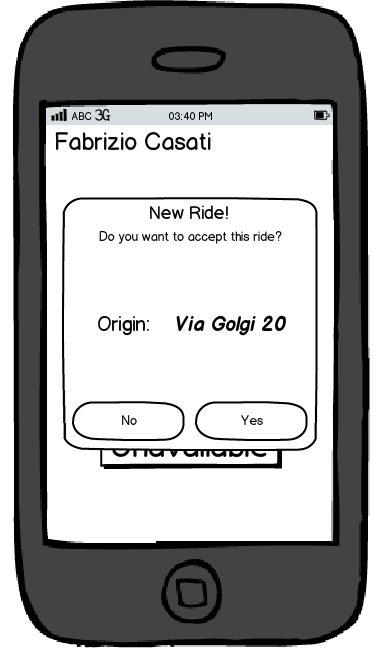 ABC 3G 03:40 PM
Fabrizio Casati
New Ride!
Do you want to accept this ride?
Origin: Via Golgi 20
No Yes
Unavailable